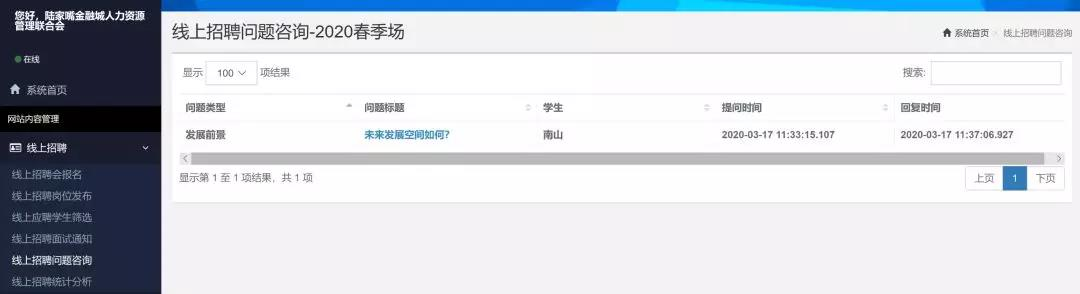 您好，陆家嘴金融城人力资源
管理联合会
在线
系统首页
网站内容管理
线上招聘
线上招聘会报名
线上招聘岗位发布
线上应聘学生筛选
线上招聘面试通知
线上招聘问题咨询
线上招聘统计分析
线上招聘问题咨询-2020春季场
系统首页 > 线上招聘问题咨询
显示 100 项结果
搜索:
问题类型 问题标题 学生 提问时间 回复时间
发展前景 未来发展空间如何? 南山 2020-03-17 11:33:15.107 2020-03-17 11:37:06.927
显示第 1 至 1 项结果，共 1 项
上页 1 下页